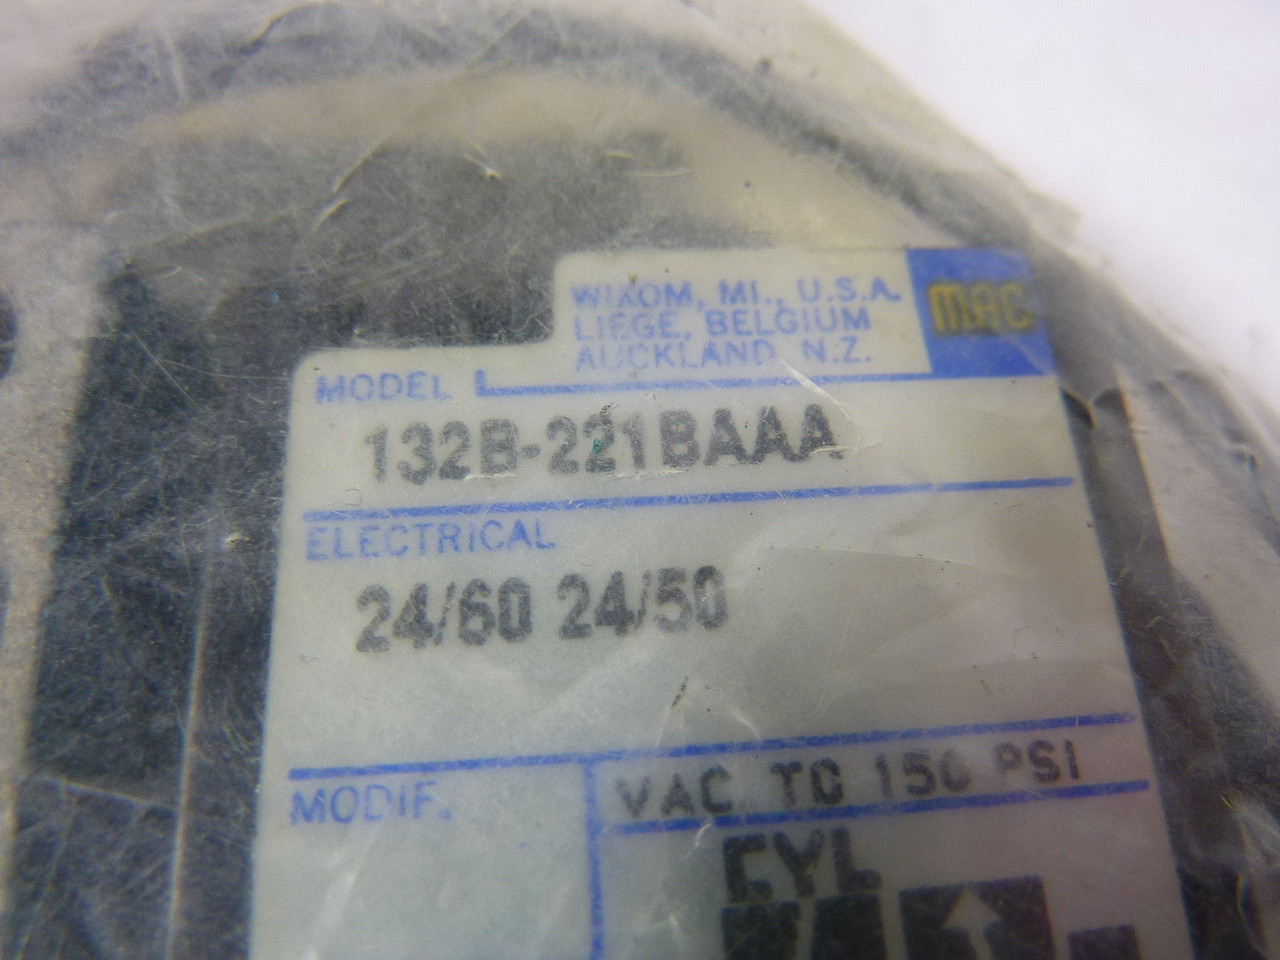 WIXOM, MI., U.S.A.
LIEGE, BELGIUM
AUCKLAND, N.Z.
MAC
MODEL
132B-221BAAA
ELECTRICAL
24/60 24/50
MODIF.
VAC. TO 150 PSI
CYL